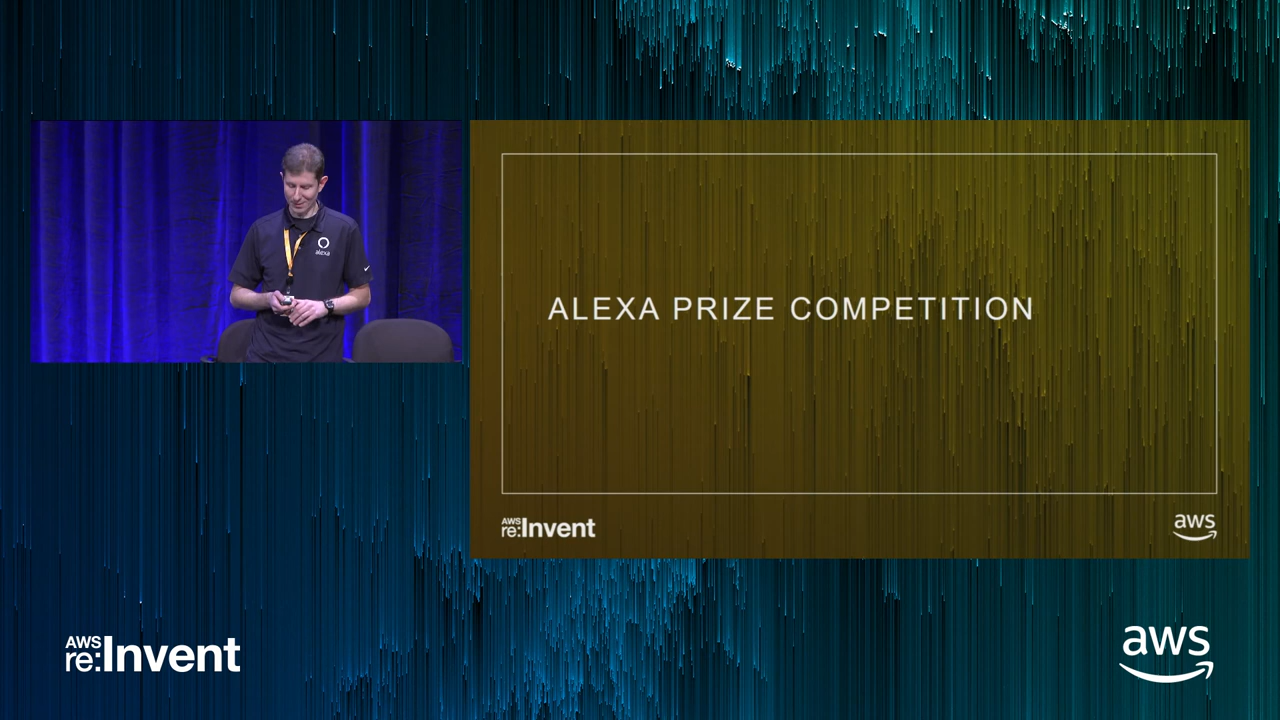 alexa
ALEXA PRIZE COMPETITION
AWS
re:Invent
aws
AWS
re:Invent
aws